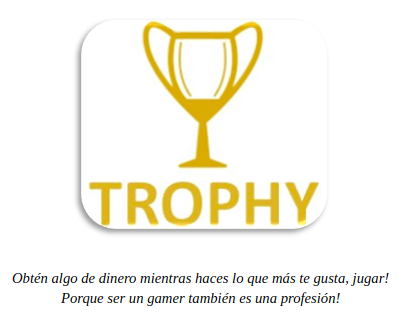 TROPHY
Obtén algo de dinero mientras haces lo que más te gusta, jugar!
Porque ser un gamer también es una profesión!